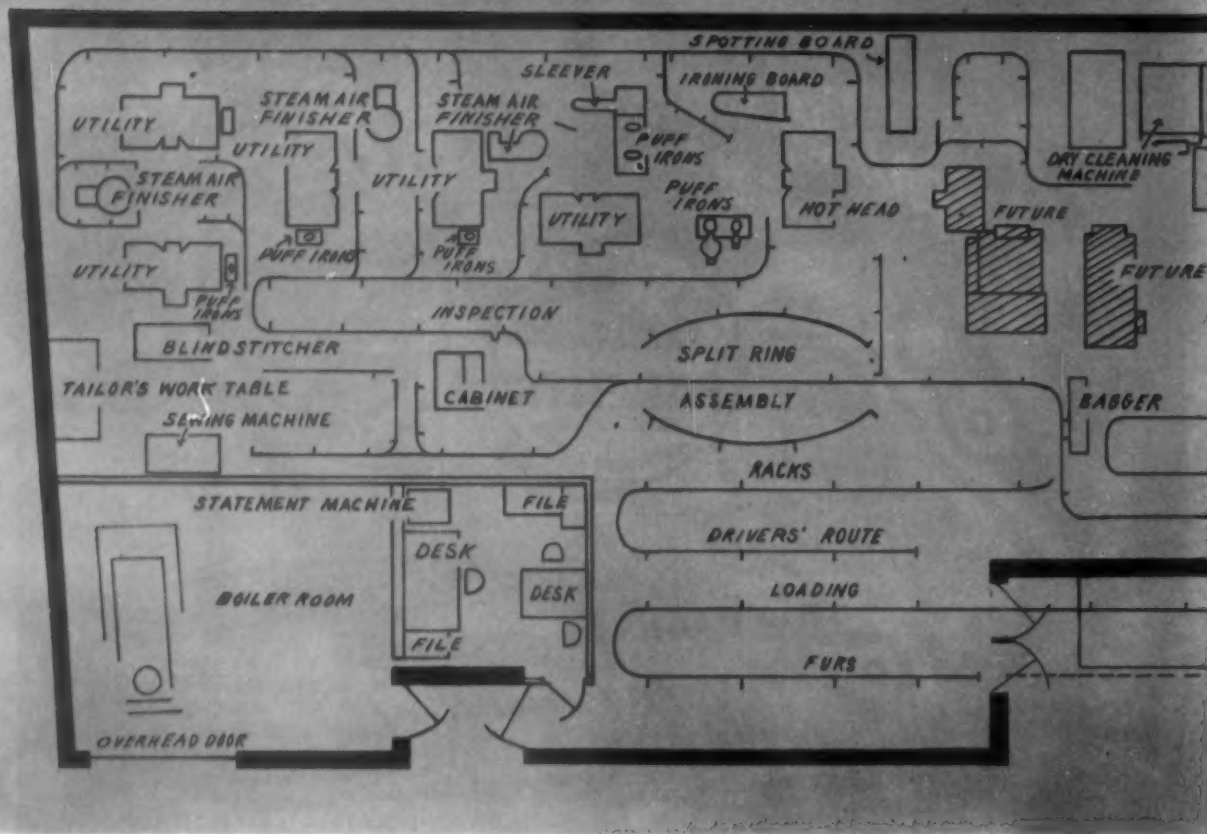 SPOTTING BOARD
SLEEVER
IRONING BOARD
STEAM AIR
FINISHER
STEAM AIR
FINISHER
UTILITY
UTILITY
PUFF
IRONS
DRY CLEANING
MACHINE
STEAM AIR
FINISHER
UTILITY
PUFF
IRONS
HOT HEAD
FUTURE
UTILITY
PUFF IRONS
PUFF
IRONS
UTILITY
FUTURE
PUFF
IRONS
INSPECTION
BLINDSTITCHER
SPLIT RING
TAILOR'S WORK TABLE
CABINET
ASSEMBLY
BAGGER
SEWING MACHINE
RACKS
STATEMENT MACHINE
FILE
DRIVERS' ROUTE
DESK
BOILER ROOM
DESK
LOADING
FILE
FURS
OVERHEAD DOOR